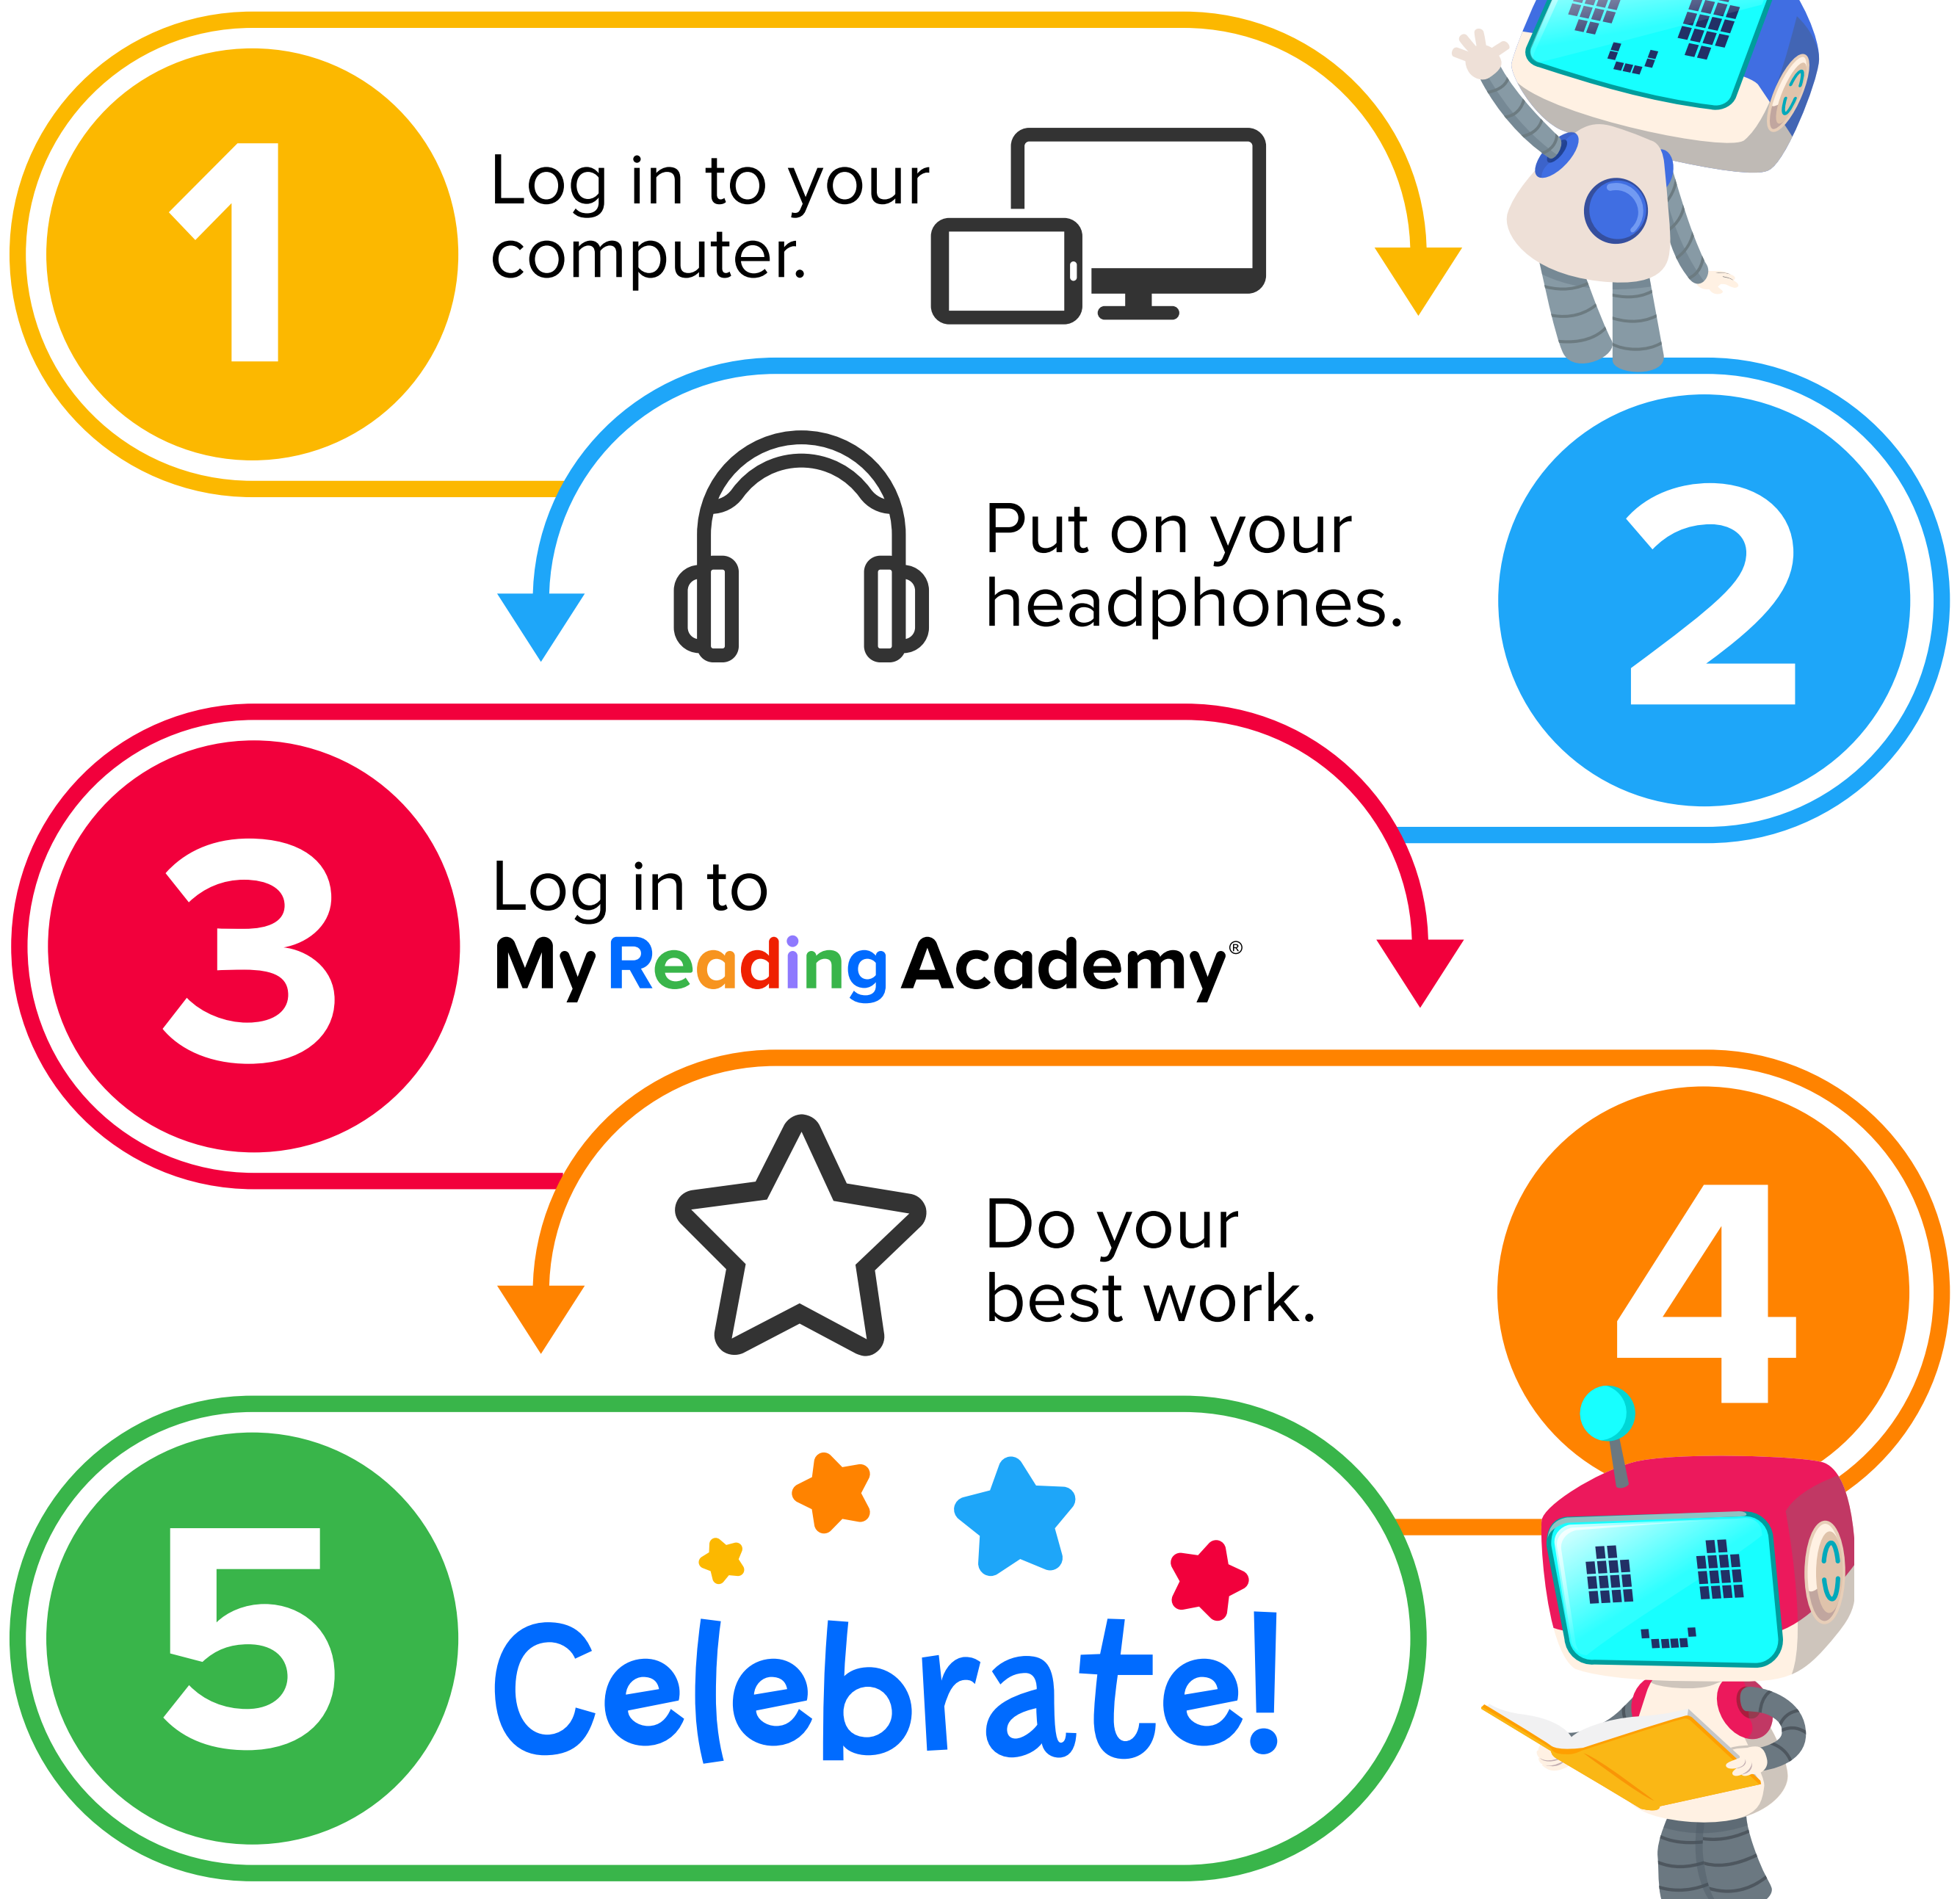 1
Log in to your
computer.
2
Put on your
headphones.
3
Log in to
My Reading Academy®
4
Do your
best work.
5
Celebrate!